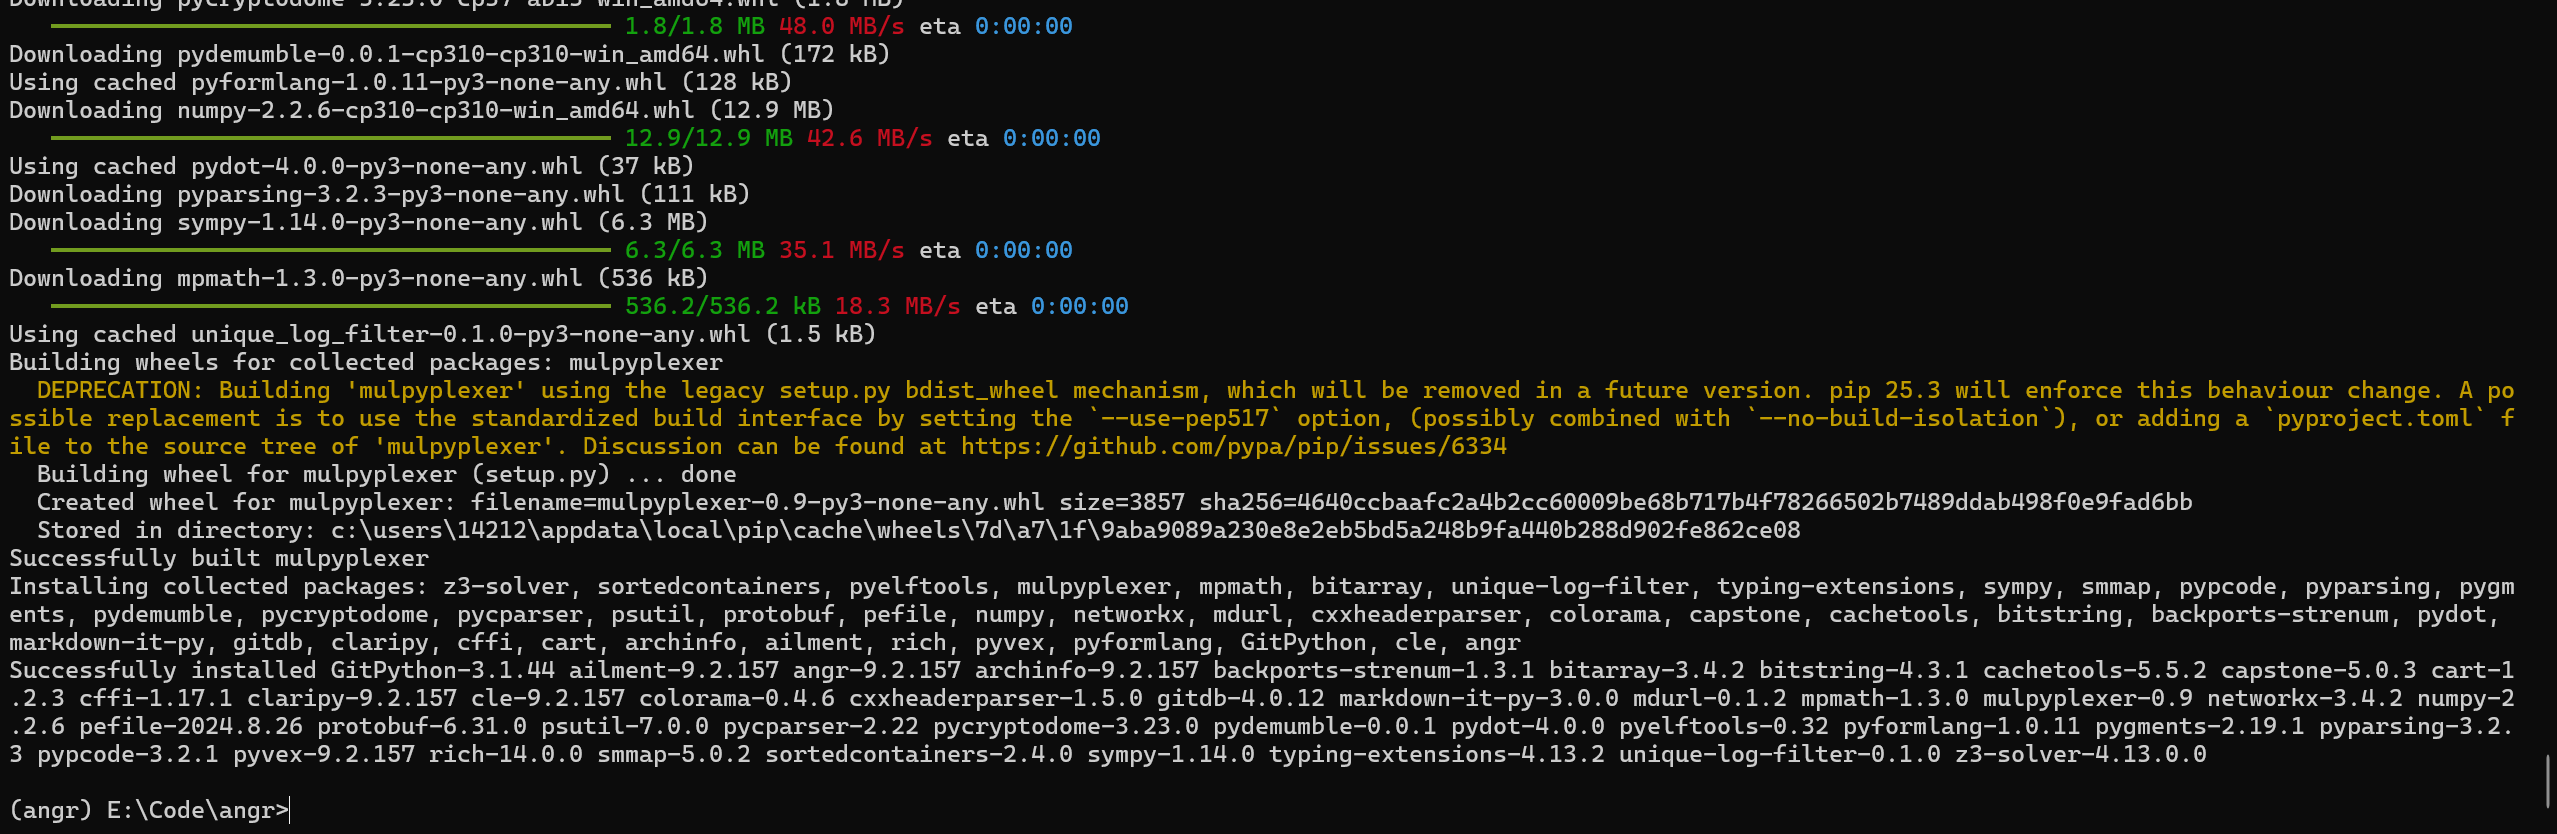 Downloading pycryptodome-3.23.0-cp37-abi3-win_amd64.whl (1.8 MB)
1.8/1.8 MB 48.0 MB/s eta 0:00:00
Downloading pydemumble-0.0.1-cp310-cp310-win_amd64.whl (172 kB)
Using cached pyformlang-1.0.11-py3-none-any.whl (128 kB)
Downloading numpy-2.2.6-cp310-cp310-win_amd64.whl (12.9 MB)
12.9/12.9 MB 42.6 MB/s eta 0:00:00
Using cached pydot-4.0.0-py3-none-any.whl (37 kB)
Downloading pyparsing-3.2.3-py3-none-any.whl (111 kB)
Downloading sympy-1.14.0-py3-none-any.whl (6.3 MB)
6.3/6.3 MB 35.1 MB/s eta 0:00:00
Downloading mpmath-1.3.0-py3-none-any.whl (536 kB)
536.2/536.2 kB 18.3 MB/s eta 0:00:00
Using cached unique_log_filter-0.1.0-py3-none-any.whl (1.5 kB)
Building wheels for collected packages: mulpyplexer
DEPRECATION: Building 'mulpyplexer' using the legacy setup.py bdist_wheel mechanism, which will be removed in a future version. pip 25.3 will enforce this behaviour change. A po
ssible replacement is to use the standardized build interface by setting the `--use-pep517` option, (possibly combined with `--no-build-isolation`), or adding a `pyproject.toml` f
ile to the source tree of 'mulpyplexer'. Discussion can be found at https://github.com/pypa/pip/issues/6334
Building wheel for mulpyplexer (setup.py) ... done
Created wheel for mulpyplexer: filename=mulpyplexer-0.9-py3-none-any.whl size=3857 sha256=4640ccbaafc2a4b2cc60009be68b717b4f78266502b7489ddab498f0e9fad6bb
Stored in directory: c:\users\14212\appdata\local\pip\cache\wheels\7d\a7\1f\9aba9089a230e8e2eb5bd5a248b9fa440b288d902fe862ce08
Successfully built mulpyplexer
Installing collected packages: z3-solver, sortedcontainers, pyelftools, mulpyplexer, mpmath, bitarray, unique-log-filter, typing-extensions, sympy, smmap, pypcode, pyparsing, pygm
ents, pydemumble, pycryptodome, pycparser, psutil, protobuf, pefile, numpy, networkx, mdurl, cxxheaderparser, colorama, capstone, cachetools, bitstring, backports-strenum, pydot,
markdown-it-py, gitdb, claripy, cffi, cart, archinfo, ailment, rich, pyvex, pyformlang, GitPython, cle, angr
Successfully installed GitPython-3.1.44 ailment-9.2.157 angr-9.2.157 archinfo-9.2.157 backports-strenum-1.3.1 bitarray-3.4.2 bitstring-4.3.1 cachetools-5.5.2 capstone-5.0.3 cart-1
.2.3 cffi-1.17.1 claripy-9.2.157 cle-9.2.157 colorama-0.4.6 cxxheaderparser-1.5.0 gitdb-4.0.12 markdown-it-py-3.0.0 mdurl-0.1.2 mpmath-1.3.0 mulpyplexer-0.9 networkx-3.4.2 numpy-2
.2.6 pefile-2024.8.26 protobuf-6.31.0 psutil-7.0.0 pycparser-2.22 pycryptodome-3.23.0 pydemumble-0.0.1 pydot-4.0.0 pyelftools-0.32 pyformlang-1.0.11 pygments-2.19.1 pyparsing-3.2.
3 pypcode-3.2.1 pyvex-9.2.157 rich-14.0.0 smmap-5.0.2 sortedcontainers-2.4.0 sympy-1.14.0 typing-extensions-4.13.2 unique-log-filter-0.1.0 z3-solver-4.13.0.0
(angr) E:\Code\angr>